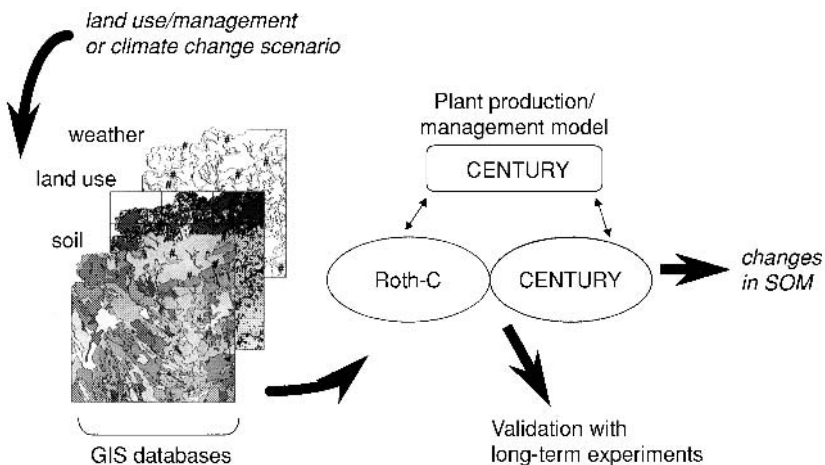 land use/management
or climate change scenario
weather
land use
soil
GIS databases
Plant production/
management model
CENTURY
Roth-C
CENTURY
changes
in SOM
Validation with
long-term experiments